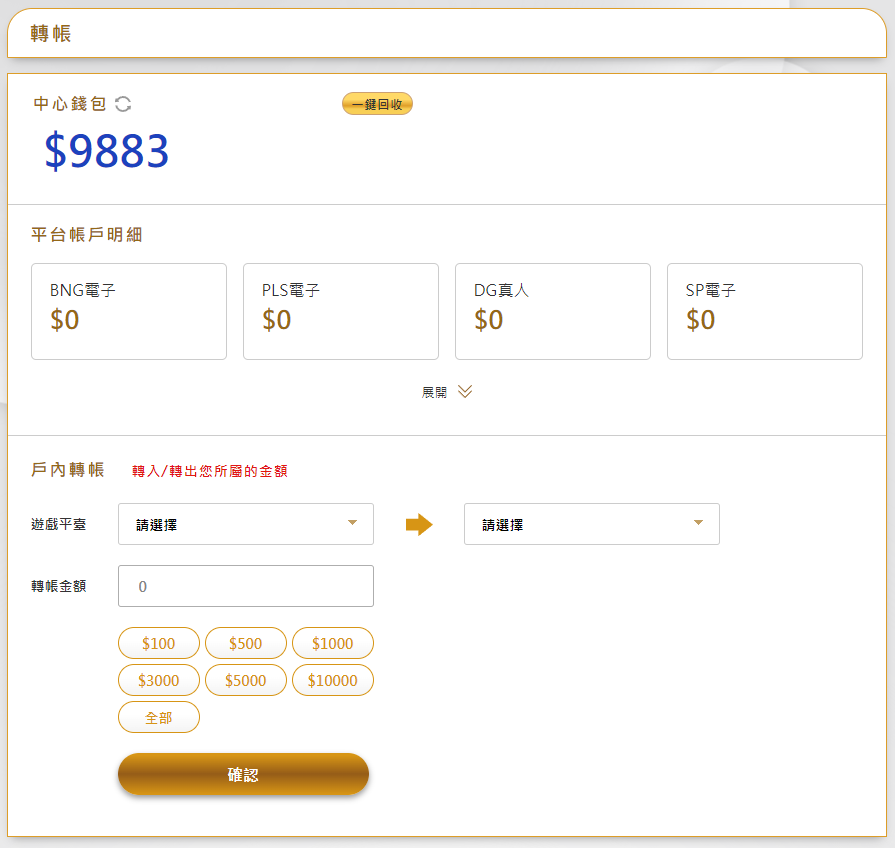 轉帳
中心錢包
一鍵回收
$9883
平台帳戶明細
BNG電子
$0
PLS電子
$0
DG真人
$0
SP電子
$0
展開
戶內轉帳
轉入/轉出您所屬的金額
遊戲平臺
請選擇
請選擇
轉帳金額
0
$100
$500
$1000
$3000
$5000
$10000
全部
確認